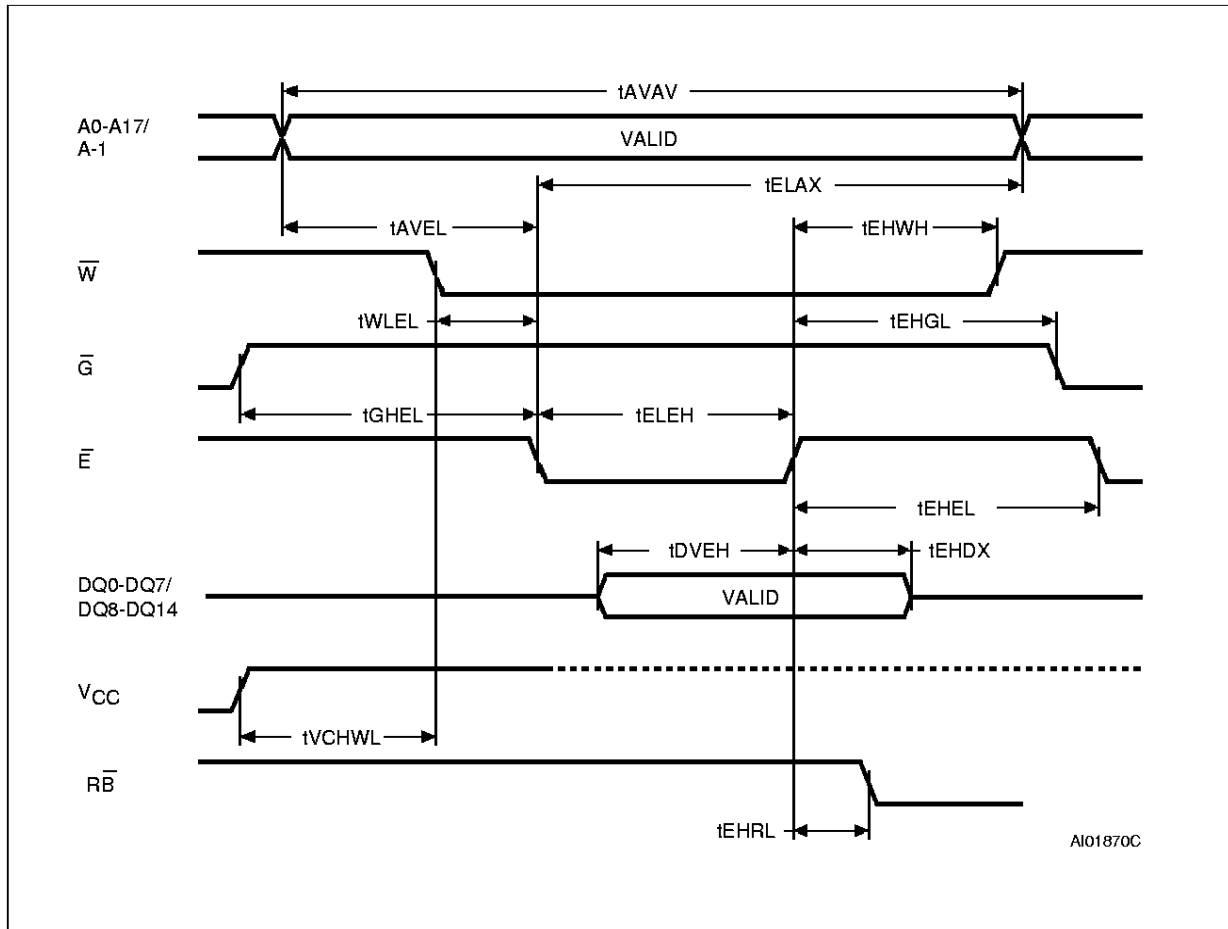 tAVAV
A0-A17/
A-1
VALID
tELAX
tAVEL
tEHWH
W̅
tWLEL
tEHGL
G̅
tGHEL
tELEH
E̅
tEHEL
tDVEH
tEHDX
DQ0-DQ7/
DQ8-DQ14
VALID
VCC
tVCHWL
RB̅
tEHRL
AI01870C